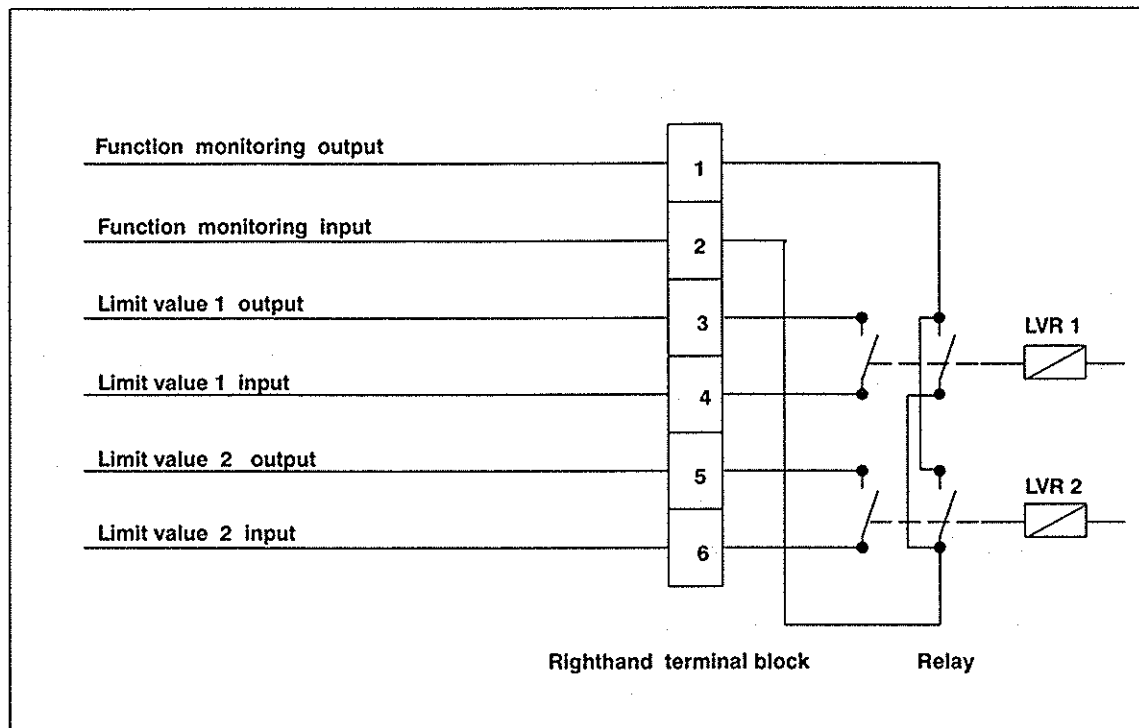 Function monitoring output
1
Function monitoring input
2
Limit value 1 output
3
LVR 1
Limit value 1 input
4
Limit value 2 output
5
LVR 2
Limit value 2 input
6
Righthand terminal block
Relay